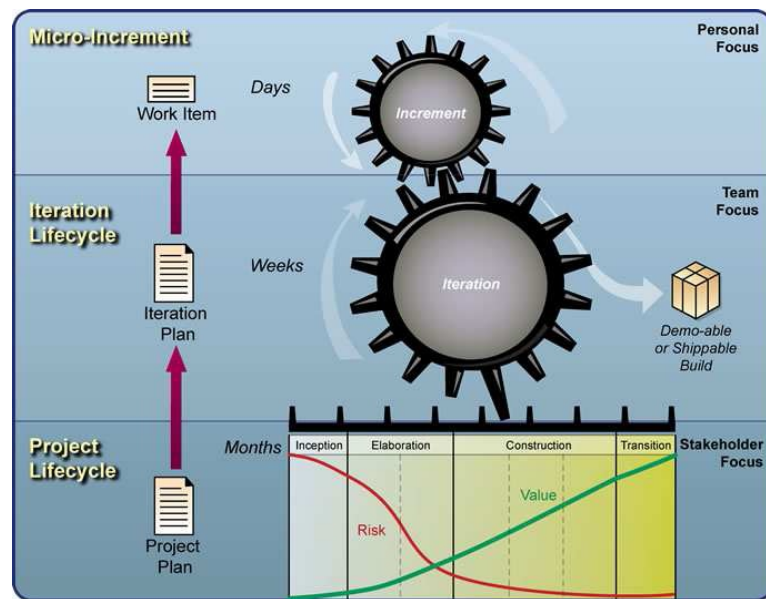 Micro-Increment
Personal
Focus
Days
Increment
Work Item
Iteration
Lifecycle
Team
Focus
Weeks
Iteration
Iteration
Plan
Demo-able
or Shippable
Build
Project
Lifecycle
Months
Inception
Elaboration
Construction
Transition
Stakeholder
Focus
Value
Risk
Project
Plan